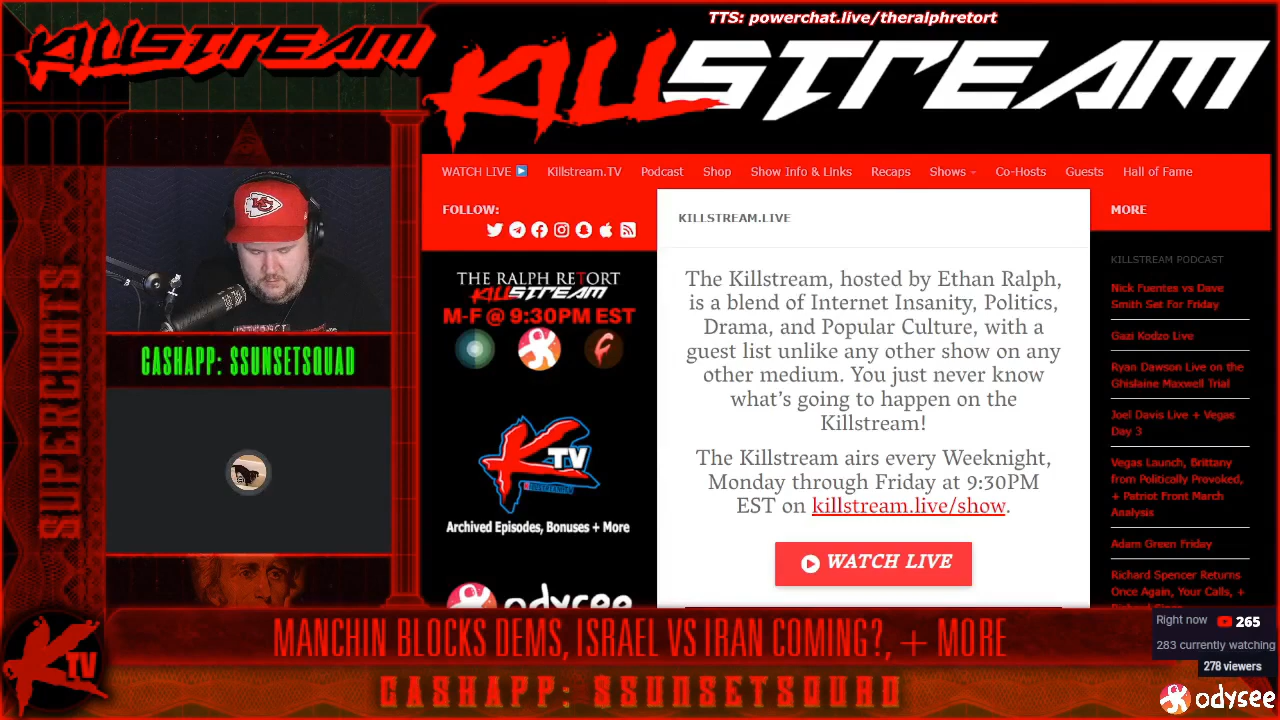 TTS: powerchat.live/theralphretort
KILLSTREAM
KILLSTREAM
WATCH LIVE Killstream.TV Podcast Shop Show Info & Links Recaps Shows Co-Hosts Guests Hall of Fame
FOLLOW:
KILLSTREAM.LIVE
MORE
THE RALPH RETORT
KILLSTREAM
M-F @ 9:30PM EST
The Killstream, hosted by Ethan Ralph,
is a blend of Internet Insanity, Politics,
Drama, and Popular Culture, with a
guest list unlike any other show on any
other medium. You just never know
what's going to happen on the
Killstream!
The Killstream airs every Weeknight,
Monday through Friday at 9:30PM
EST on killstream.live/show.
WATCH LIVE
KILLSTREAM PODCAST
Nick Fuentes vs Dave
Smith Set For Friday
Gazi Kodzo Live
Ryan Dawson Live on the
Ghislaine Maxwell Trial
Joel Davis Live + Vegas
Day 3
Vegas Launch, Brittany
from Politically Provoked,
+ Patriot Front March
Analysis
Adam Green Friday
Richard Spencer Returns
Once Again, Your Calls, +
SUPERCHATS
CASHAPP: $SUNSETSQUAD
K TV
Archived Episodes, Bonuses + More
odysee
MANCHIN BLOCKS DEMS, ISRAEL VS IRAN COMING?, + MORE
CASHAPP: $SUNSETSQUAD
K TV
Right now 265
283 currently watching
278 viewers
odysee